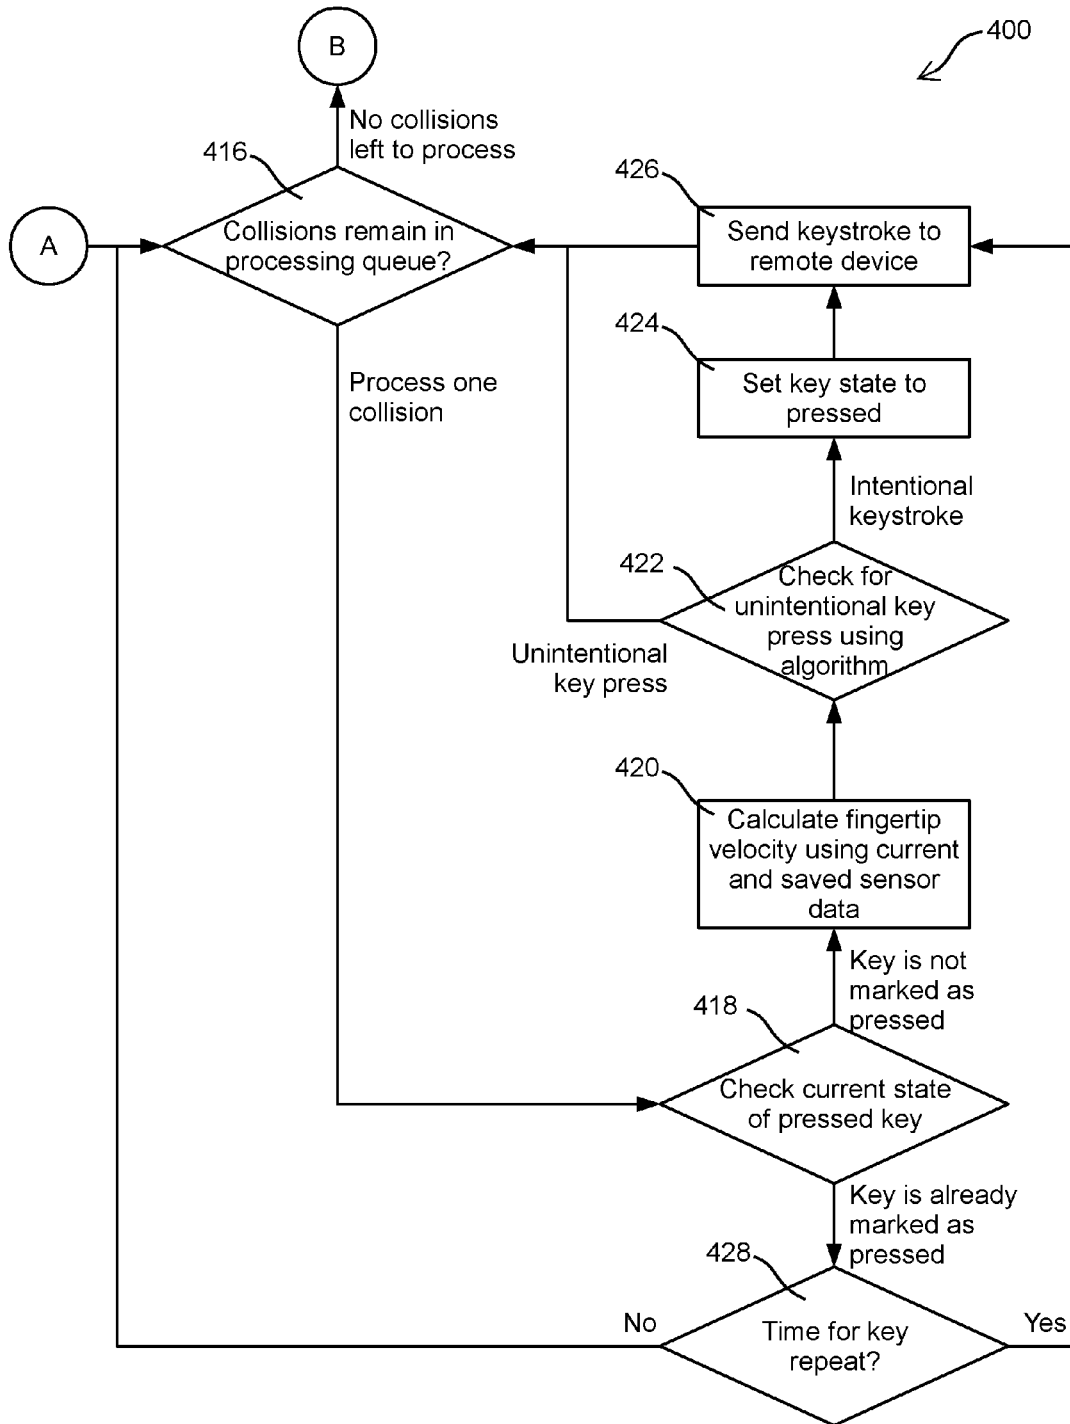 B
400
No collisions
left to process
416
426
A
Collisions remain in
processing queue?
Send keystroke to
remote device
424
Process one
collision
Set key state to
pressed
Intentional
keystroke
422
Check for
unintentional key
press using
algorithm
Unintentional
key press
420
Calculate fingertip
velocity using current
and saved sensor
data
Key is not
marked as
pressed
418
Check current state
of pressed key
Key is already
marked as
pressed
428
No
Time for key
repeat?
Yes